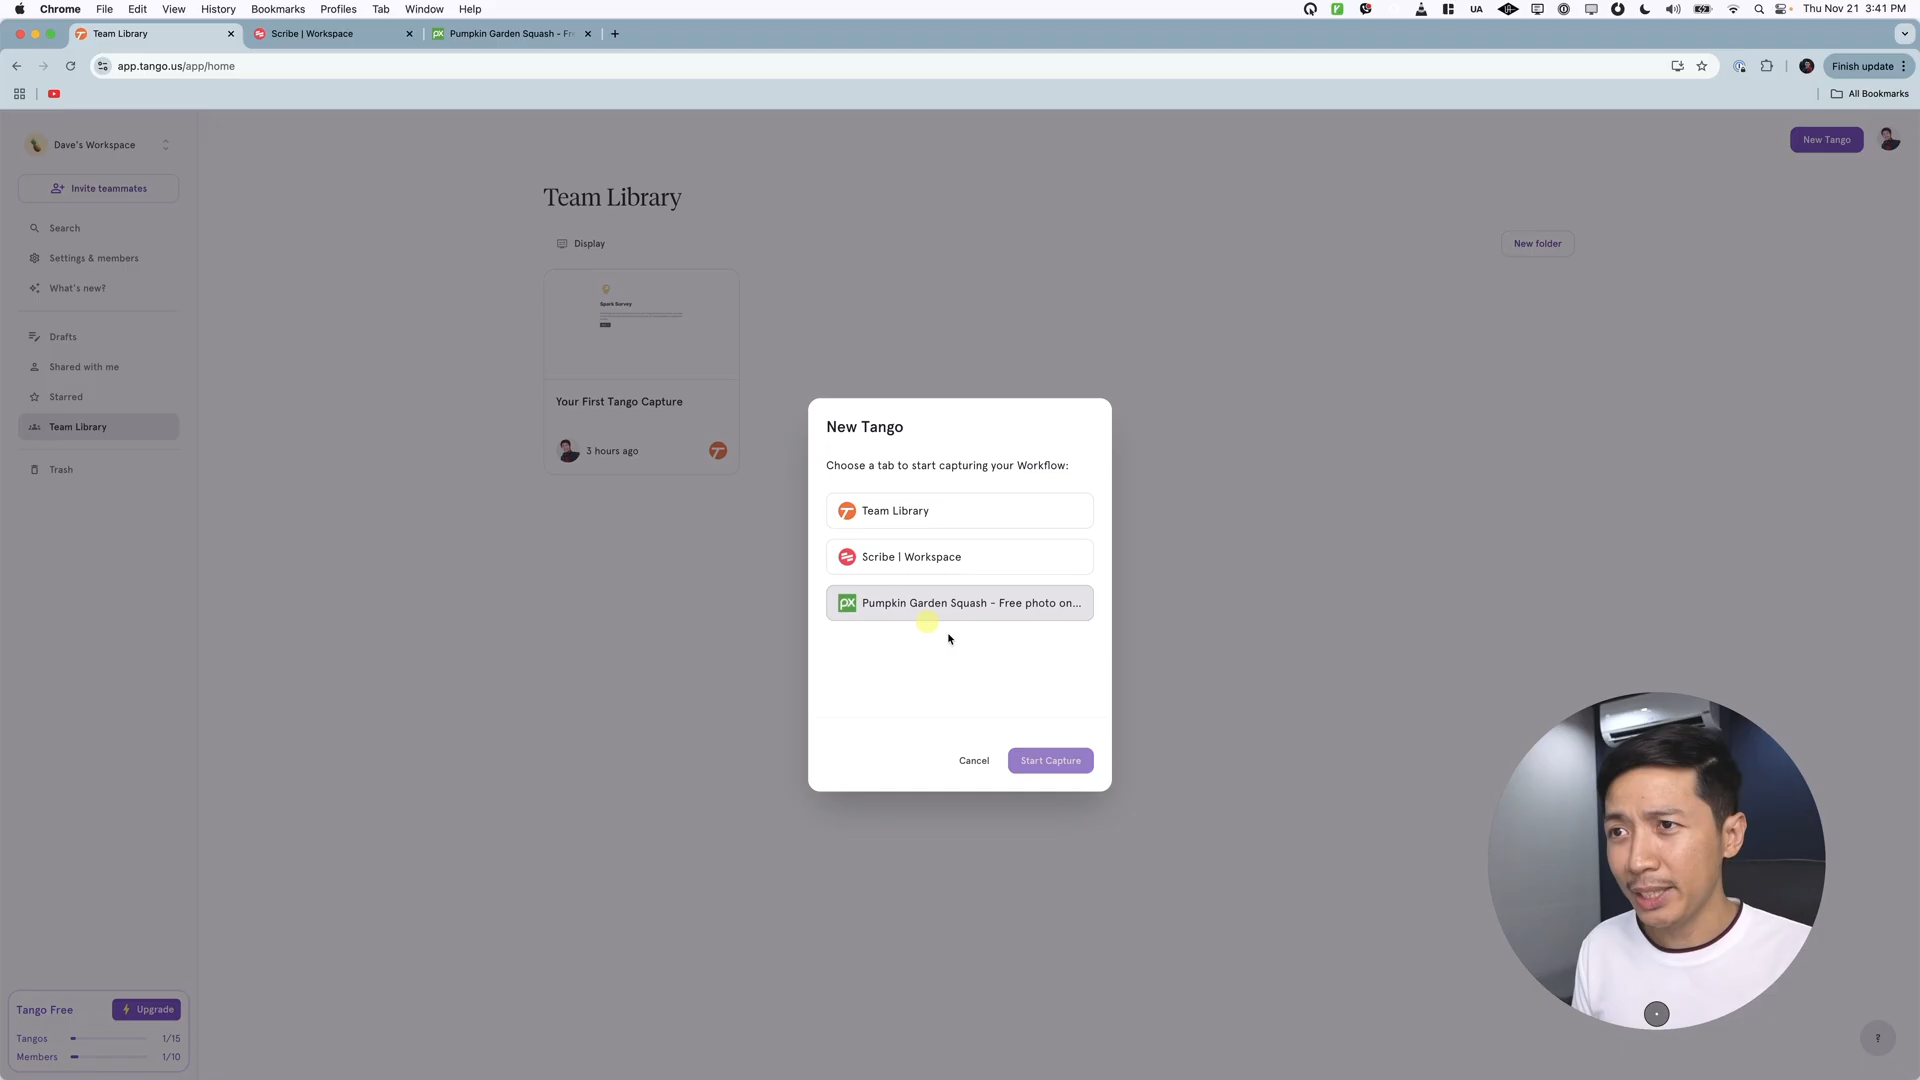 Chrome File Edit View History Bookmarks Profiles Tab Window Help
UA
Thu Nov 21 3:41 PM
Team Library
Scribe | Workspace
Pumpkin Garden Squash - Fr
app.tango.us/app/home
Finish update
All Bookmarks
Dave's Workspace
Invite teammates
Search
Settings & members
What's new?
Drafts
Shared with me
Starred
Team Library
Trash
Tango Free
Upgrade
Tangos 1/15
Members 1/10
New Tango
Team Library
Display
New folder
Spark Survey
Your First Tango Capture
3 hours ago
New Tango
Choose a tab to start capturing your Workflow:
Team Library
Scribe | Workspace
px Pumpkin Garden Squash - Free photo on...
Cancel
Start Capture
?